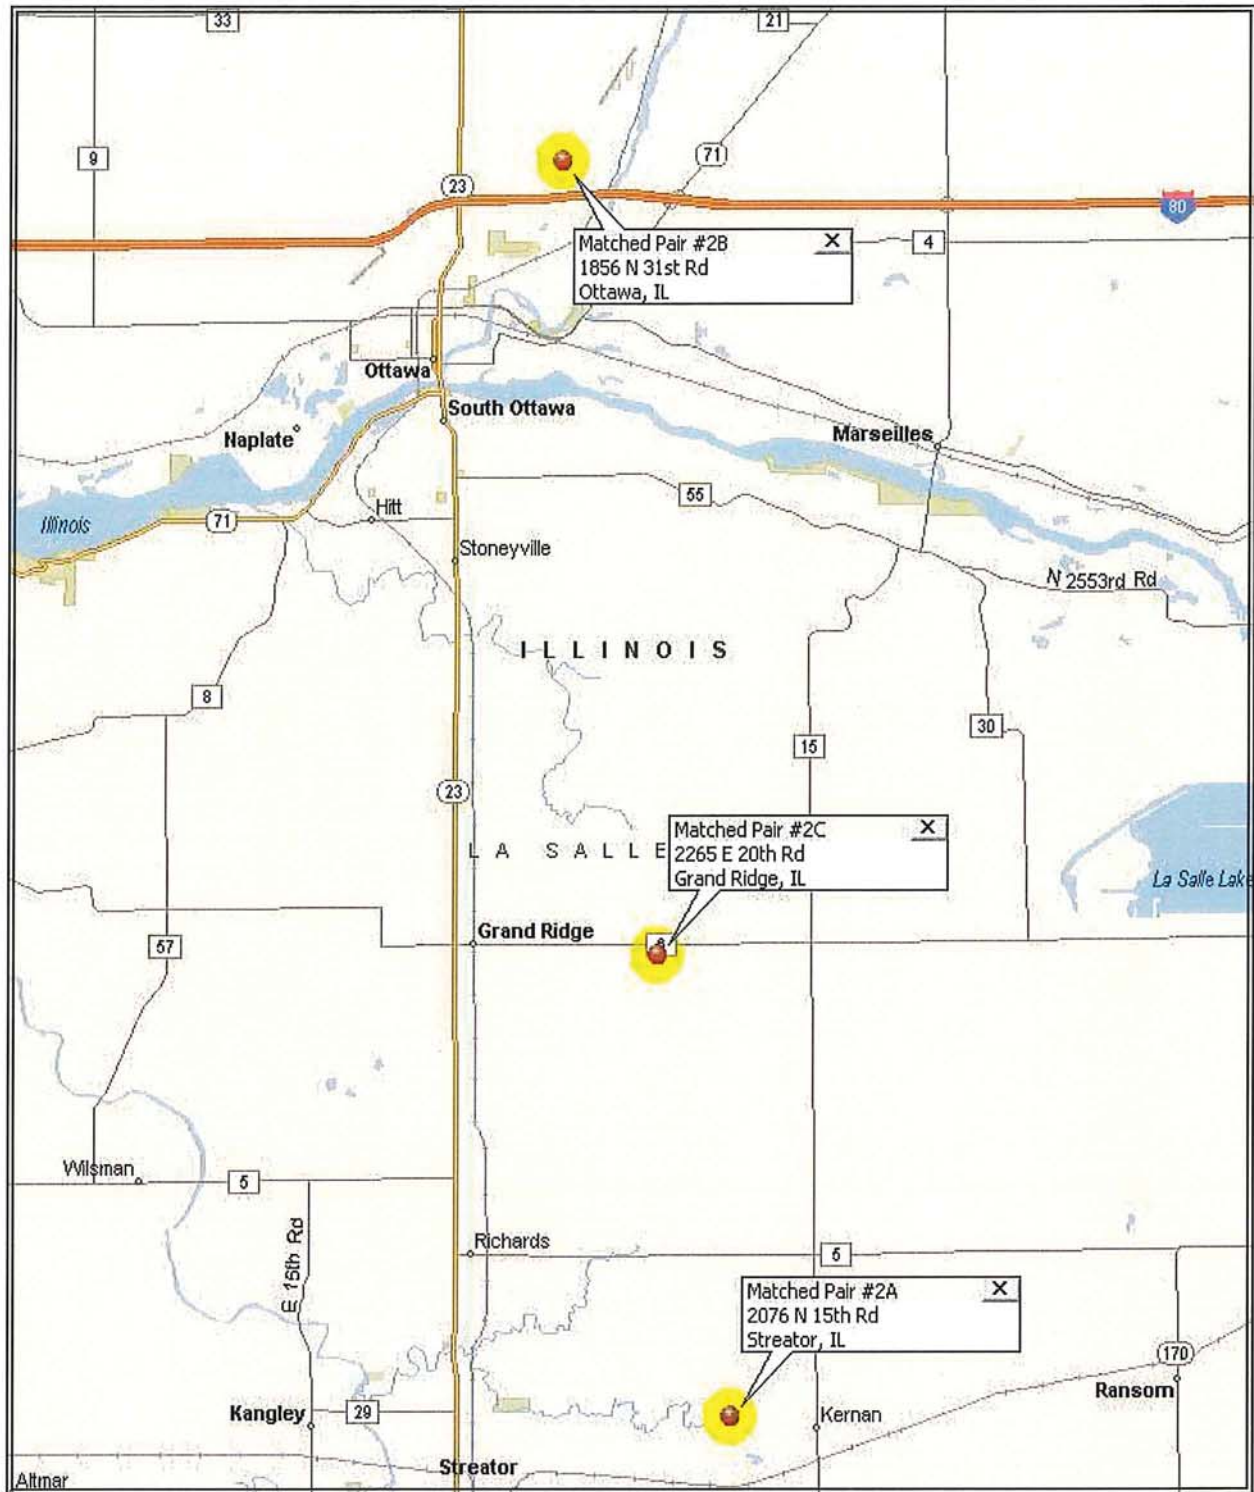 33
21
9
71
23
80
Matched Pair #2B
1856 N 31st Rd
Ottawa, IL
4
Ottawa
South Ottawa
Naplate
Marseilles
55
Illinois
71
Hitt
Stoneyville
N 2553rd Rd
ILLINOIS
8
30
15
23
Matched Pair #2C
2265 E 20th Rd
Grand Ridge, IL
LA SALLE
La Salle Lake
Grand Ridge
57
Wilsman
5
E 15th Rd
Richards
5
Matched Pair #2A
2076 N 15th Rd
Streator, IL
170
Ransom
Kangley
29
Kernan
Streator
Altmar